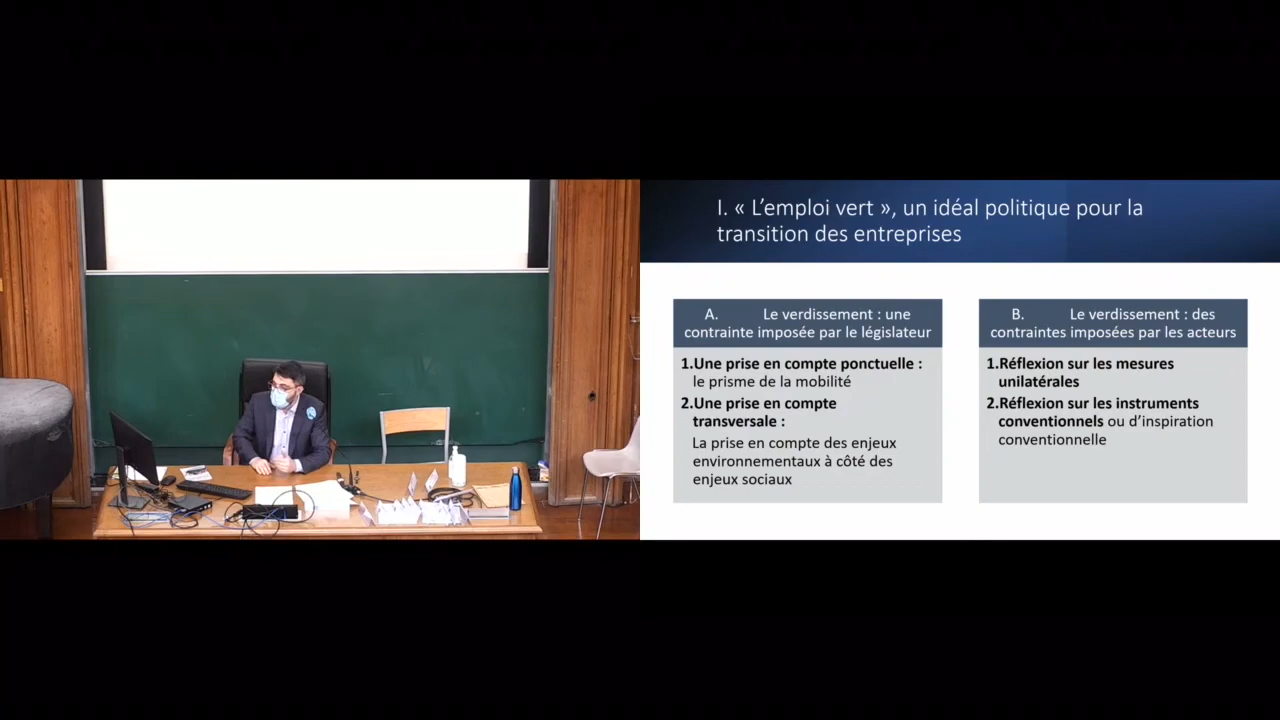 I. « L’emploi vert », un idéal politique pour la
transition des entreprises
A. Le verdissement : une
contrainte imposée par le législateur
1.Une prise en compte ponctuelle :
le prisme de la mobilité
2.Une prise en compte
transversale :
La prise en compte des enjeux
environnementaux à côté des
enjeux sociaux
B. Le verdissement : des
contraintes imposées par les acteurs
1.Réflexion sur les mesures
unilatérales
2.Réflexion sur les instruments
conventionnels ou d’inspiration
conventionnelle